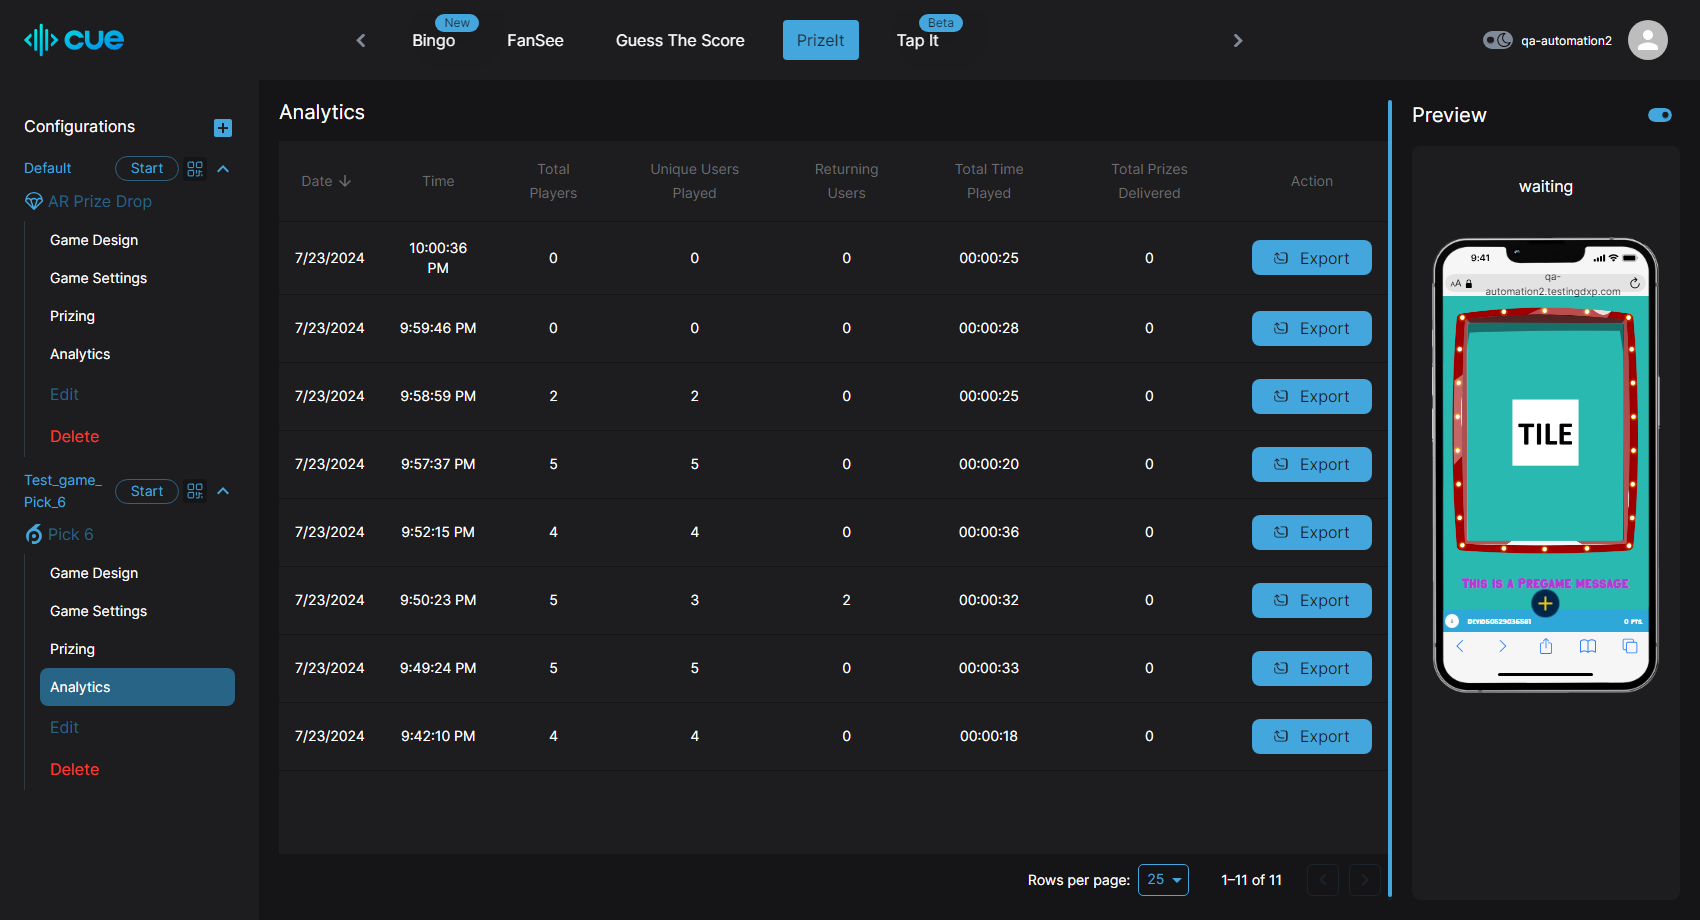 cue
Bingo
New
FanSee
Guess The Score
PrizeIt
Tap It
Beta
qa-automation2
Configurations
Default
Start
AR Prize Drop
Game Design
Game Settings
Prizing
Analytics
Edit
Delete
Test_game_
Pick_6
Start
Pick 6
Game Design
Game Settings
Prizing
Analytics
Edit
Delete
Analytics
Date Time Total Players Unique Users Played Returning Users Total Time Played Total Prizes Delivered Action
7/23/2024 10:00:36 PM 0 0 0 00:00:25 0 Export
7/23/2024 9:59:46 PM 0 0 0 00:00:28 0 Export
7/23/2024 9:58:59 PM 2 2 0 00:00:25 0 Export
7/23/2024 9:57:37 PM 5 5 0 00:00:20 0 Export
7/23/2024 9:52:15 PM 4 4 0 00:00:36 0 Export
7/23/2024 9:50:23 PM 5 3 2 00:00:32 0 Export
7/23/2024 9:49:24 PM 5 5 0 00:00:33 0 Export
7/23/2024 9:42:10 PM 4 4 0 00:00:18 0 Export
Rows per page: 25 1–11 of 11
Preview
waiting
9:41
AA
qa-
automation2.testingdxp.com
TILE
This is a Pregame message
0 PTS.